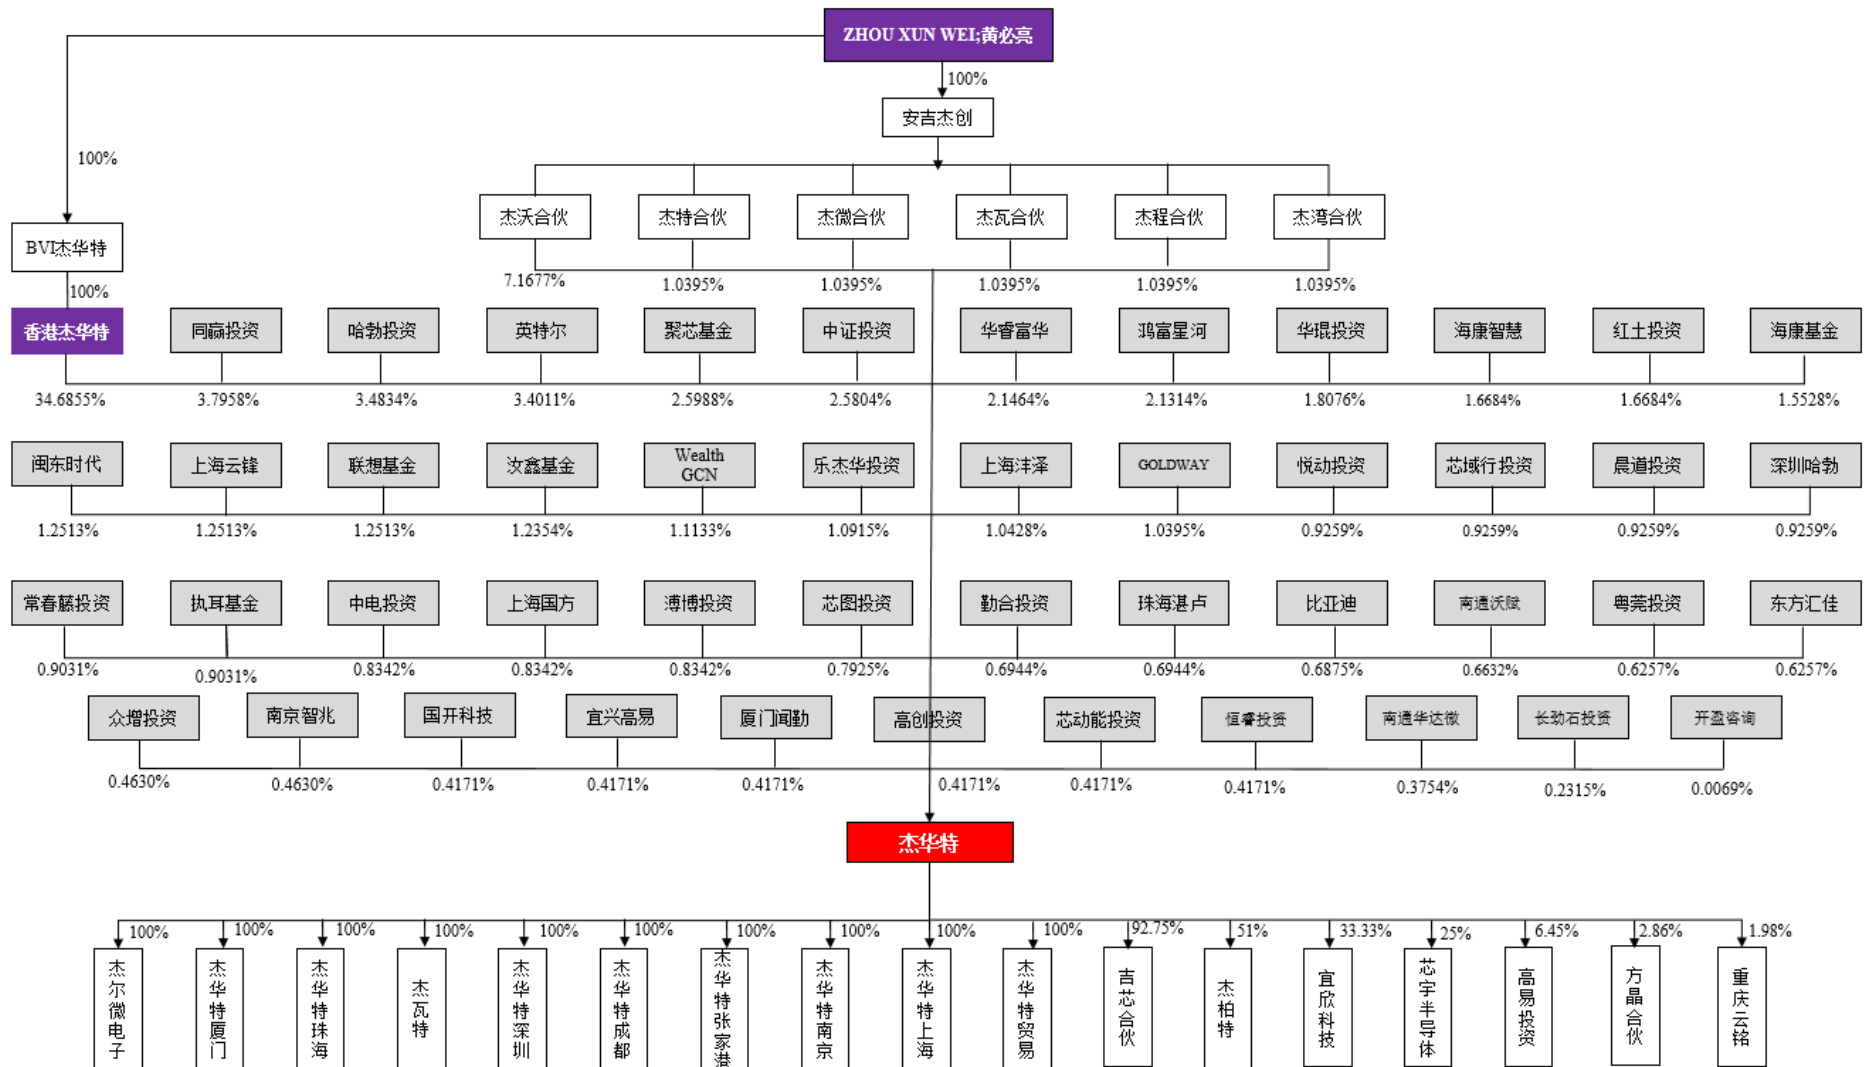 ZHOU XUN WEI;黄必亮
100%
安吉杰创
100%
杰沃合伙
杰特合伙
杰微合伙
杰瓦合伙
杰程合伙
杰湾合伙
BVI杰华特
7.1677%
1.0395%
1.0395%
1.0395%
1.0395%
1.0395%
100%
香港杰华特
同赢投资
哈勃投资
英特尔
聚芯基金
中证投资
华睿富华
鸿富星河
华琨投资
海康智慧
红土投资
海康基金
34.6855%
3.7958%
3.4834%
3.4011%
2.5988%
2.5804%
2.1464%
2.1314%
1.8076%
1.6684%
1.6684%
1.5528%
闽东时代
上海云锋
联想基金
汝鑫基金
Wealth
GCN
乐杰华投资
上海沣泽
GOLDWAY
悦动投资
芯域行投资
晨道投资
深圳哈勃
1.2513%
1.2513%
1.2513%
1.2354%
1.1133%
1.0915%
1.0428%
1.0395%
0.9259%
0.9259%
0.9259%
0.9259%
常春藤投资
执耳基金
中电投资
上海国方
溥博投资
芯图投资
勤合投资
珠海湛卢
比亚迪
南通沃赋
粤莞投资
东方汇佳
0.9031%
0.9031%
0.8342%
0.8342%
0.8342%
0.7925%
0.6944%
0.6944%
0.6875%
0.6632%
0.6257%
0.6257%
众增投资
南京智兆
国开科技
宜兴高易
厦门闻勤
高创投资
芯动能投资
恒睿投资
南通华达微
长劲石投资
开盈咨询
0.4630%
0.4630%
0.4171%
0.4171%
0.4171%
0.4171%
0.4171%
0.4171%
0.3754%
0.2315%
0.0069%
杰华特
100%
100%
100%
100%
100%
100%
100%
100%
100%
100%
92.75%
51%
33.33%
25%
6.45%
2.86%
1.98%
杰尔微电子
杰华特厦门
杰华特珠海
杰瓦特
杰华特深圳
杰华特成都
杰华特张家港
杰华特南京
杰华特上海
杰华特贸易
吉芯合伙
杰柏特
宜欣科技
芯宇半导体
高易投资
方晶合伙
重庆云铭